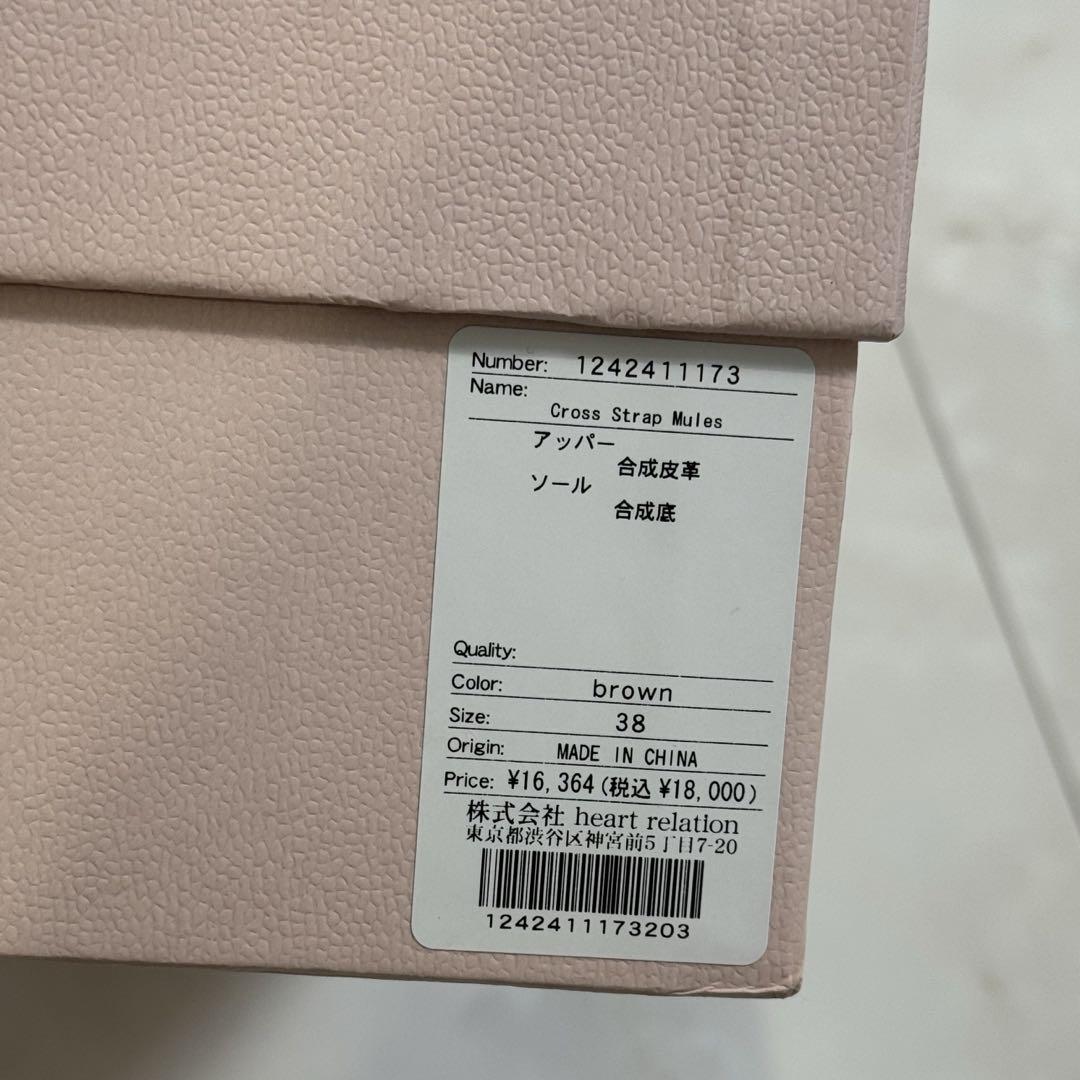 Number: 1242411173
Name:
Cross Strap Mules
アッパー
合成皮革
ソール
合成底
Quality:
Color: brown
Size: 38
Origin: MADE IN CHINA
Price: ¥16,364(税込¥18,000)
株式会社 heart relation
東京都渋谷区神宮前5丁目7-20
1242411173203